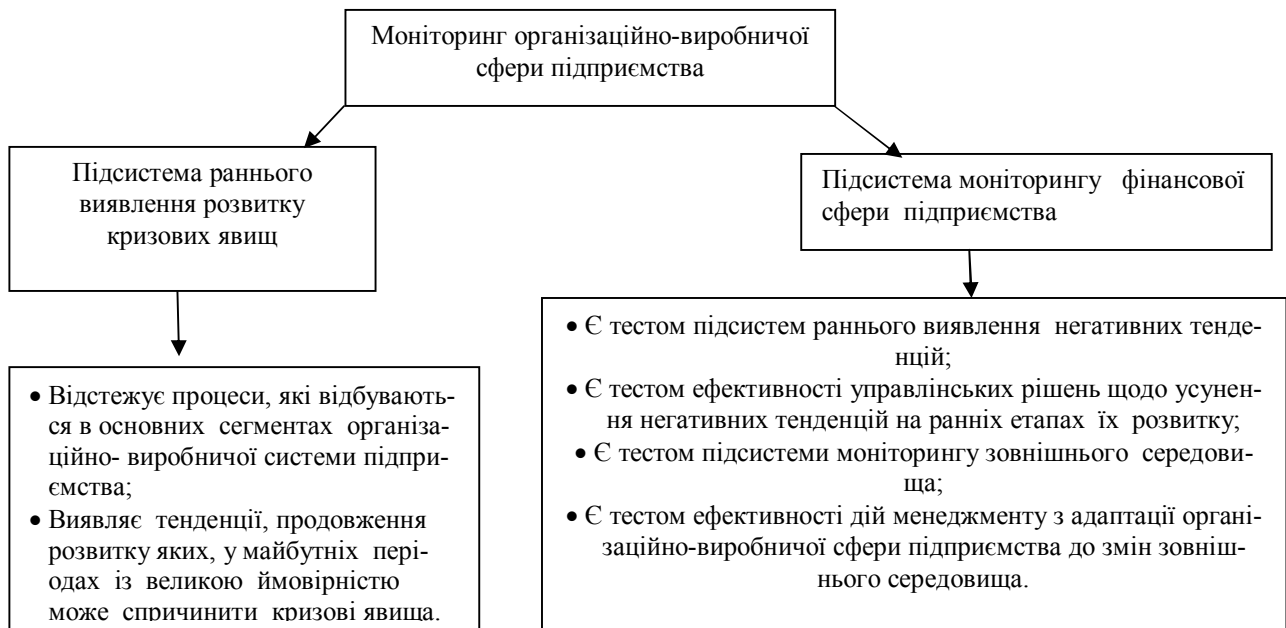 Моніторинг організаційно-виробничої
сфери підприємства
Підсистема раннього
виявлення розвитку
кризових явищ
Підсистема моніторингу фінансової
сфери підприємства
• Відстежує процеси, які відбувають-
ся в основних сегментах організа-
ційно- виробничої системи підпри-
ємства;
• Виявляє тенденції, продовження
розвитку яких, у майбутніх пері-
одах із великою ймовірністю
може спричинити кризові явища.
• Є тестом підсистем раннього виявлення негативних тенде-
нцій;
• Є тестом ефективності управлінських рішень щодо усунен-
ня негативних тенденцій на ранніх етапах їх розвитку;
• Є тестом підсистеми моніторингу зовнішнього середови-
ща;
• Є тестом ефективності дій менеджменту з адаптації органі-
заційно-виробничої сфери підприємства до змін зовніш-
нього середовища.